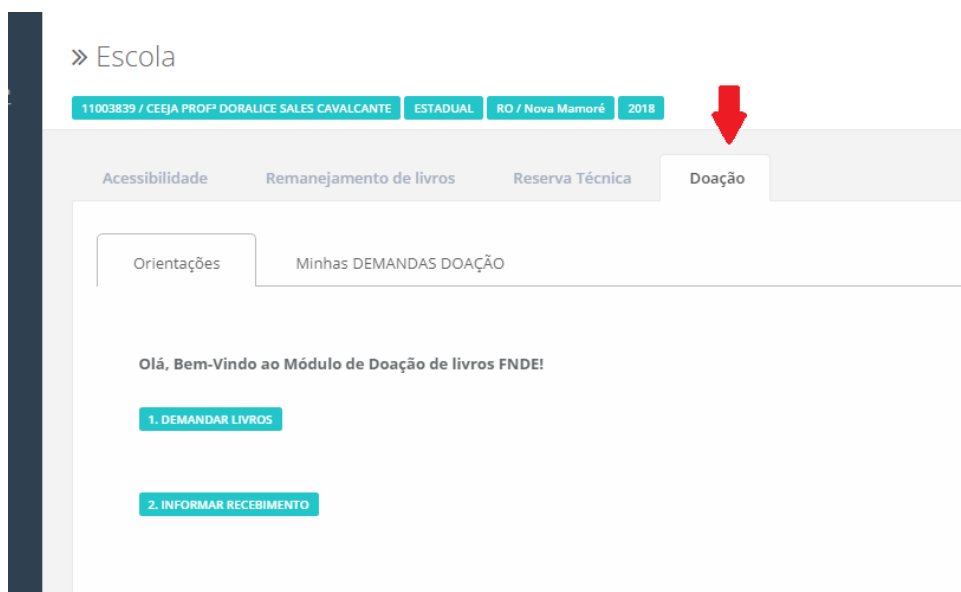 » Escola
11003839 / CEEJA PROFª DORALICE SALES CAVALCANTE ESTADUAL RO / Nova Mamoré 2018
Acessibilidade Remanejamento de livros Reserva Técnica Doação
Orientações Minhas DEMANDAS DOAÇÃO
Olá, Bem-Vindo ao Módulo de Doação de livros FNDE!
1. DEMANDAR LIVROS
2. INFORMAR RECEBIMENTO